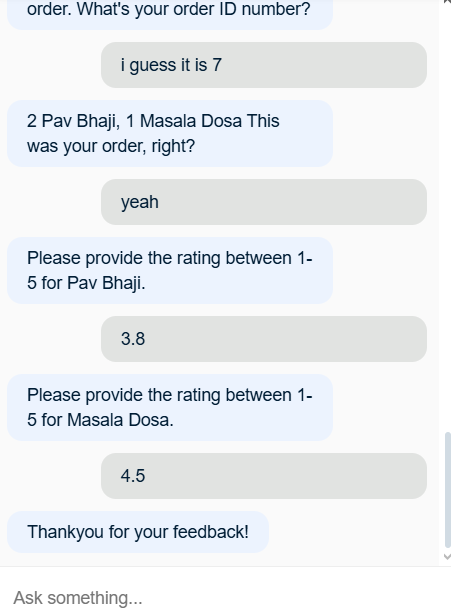 order. What's your order ID number?
i guess it is 7
2 Pav Bhaji, 1 Masala Dosa This
was your order, right?
yeah
Please provide the rating between 1-
5 for Pav Bhaji.
3.8
Please provide the rating between 1-
5 for Masala Dosa.
4.5
Thankyou for your feedback!
Ask something...